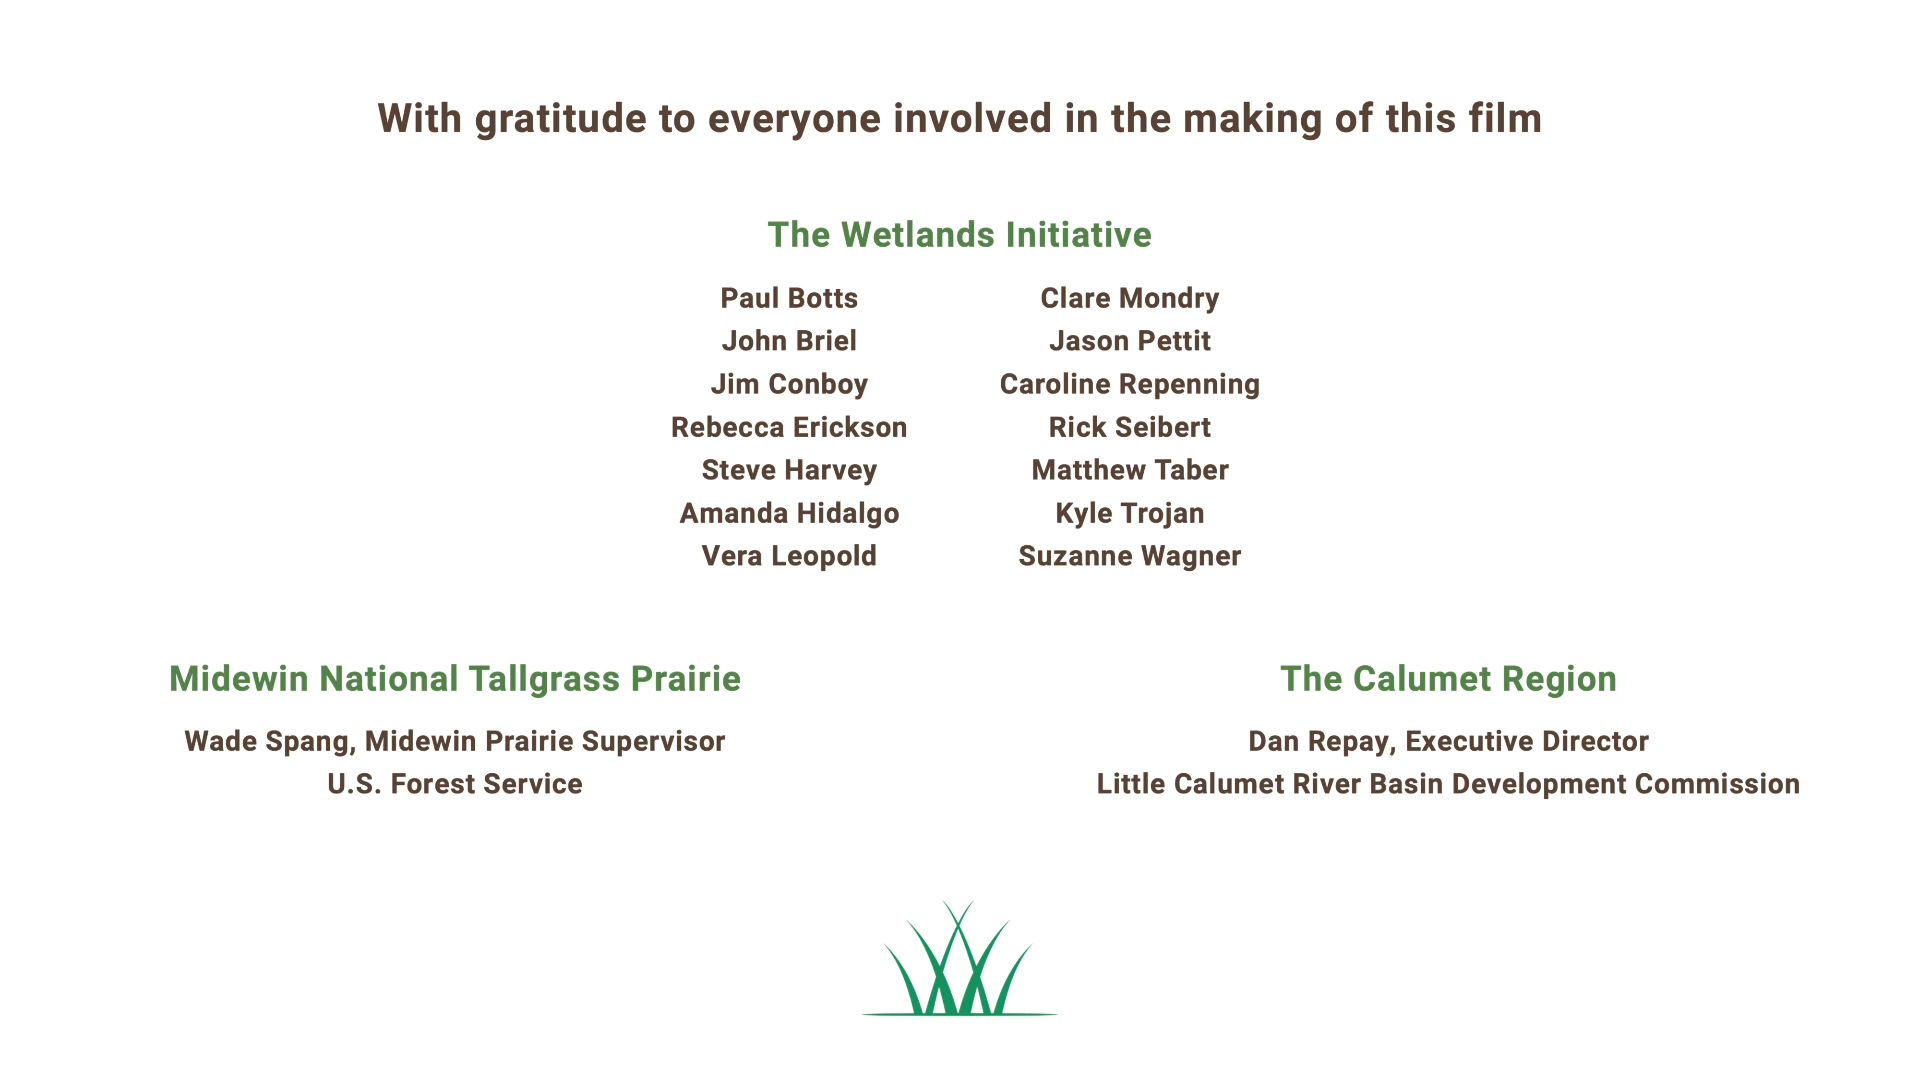 With gratitude to everyone involved in the making of this film
The Wetlands Initiative
Paul Botts
John Briel
Jim Conboy
Rebecca Erickson
Steve Harvey
Amanda Hidalgo
Vera Leopold
Clare Mondry
Jason Pettit
Caroline Repenning
Rick Seibert
Matthew Taber
Kyle Trojan
Suzanne Wagner
Midewin National Tallgrass Prairie
Wade Spang, Midewin Prairie Supervisor
U.S. Forest Service
The Calumet Region
Dan Repay, Executive Director
Little Calumet River Basin Development Commission